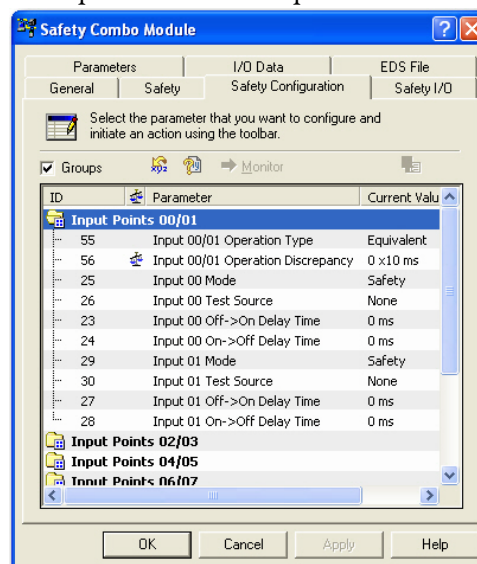 Safety Combo Module
Parameters I/O Data EDS File
General Safety Safety Configuration Safety I/O
Select the parameter that you want to configure and
initiate an action using the toolbar.
Groups Monitor
ID Parameter Current Valu
Input Points 00/01
55 Input 00/01 Operation Type Equivalent
56 Input 00/01 Operation Discrepancy 0 x10 ms
25 Input 00 Mode Safety
26 Input 00 Test Source None
23 Input 00 Off->On Delay Time 0 ms
24 Input 00 On->Off Delay Time 0 ms
29 Input 01 Mode Safety
30 Input 01 Test Source None
27 Input 01 Off->On Delay Time 0 ms
28 Input 01 On->Off Delay Time 0 ms
Input Points 02/03
Input Points 04/05
Input Points 06/07
OK Cancel Apply Help